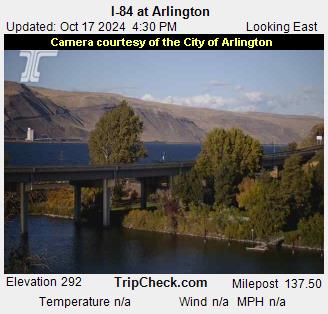 I-84 at Arlington
Updated: Oct 17 2024 4:30 PM Looking East
Camera courtesy of the City of Arlington
Elevation 292 TripCheck.com Milepost 137.50
Temperature n/a Wind n/a MPH n/a